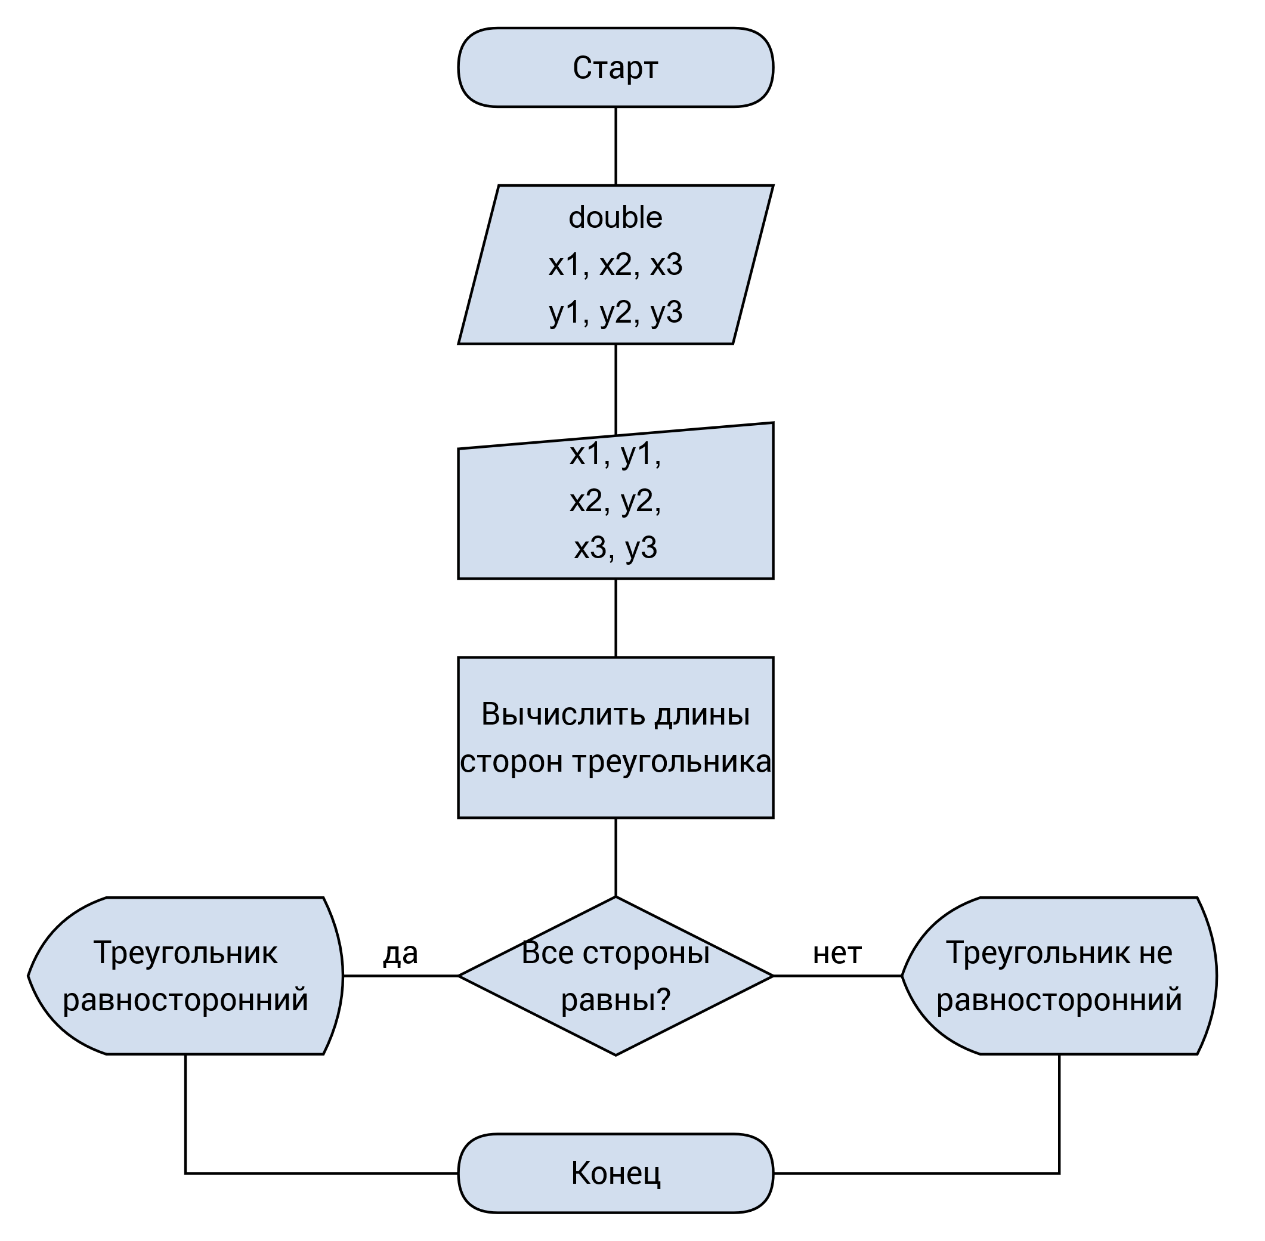 Старт
double
x1, x2, x3
y1, y2, y3
x1, y1,
x2, y2,
x3, y3
Вычислить длины
сторон треугольника
Все стороны
равны?
да
Треугольник
равносторонний
нет
Треугольник не
равносторонний
Конец